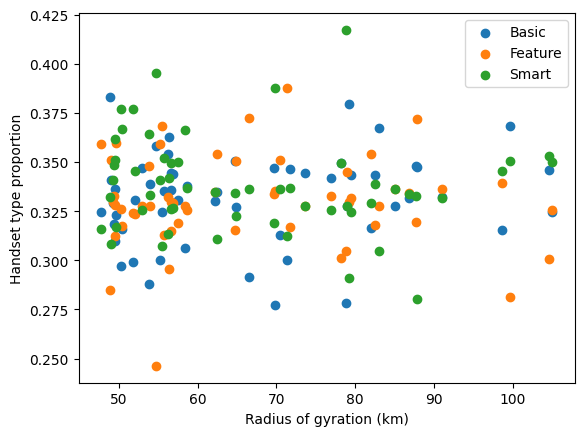 0.425
0.400
0.375
0.350
0.325
0.300
0.275
0.250
Handset type proportion
50 60 70 80 90 100
Radius of gyration (km)
Basic
Feature
Smart